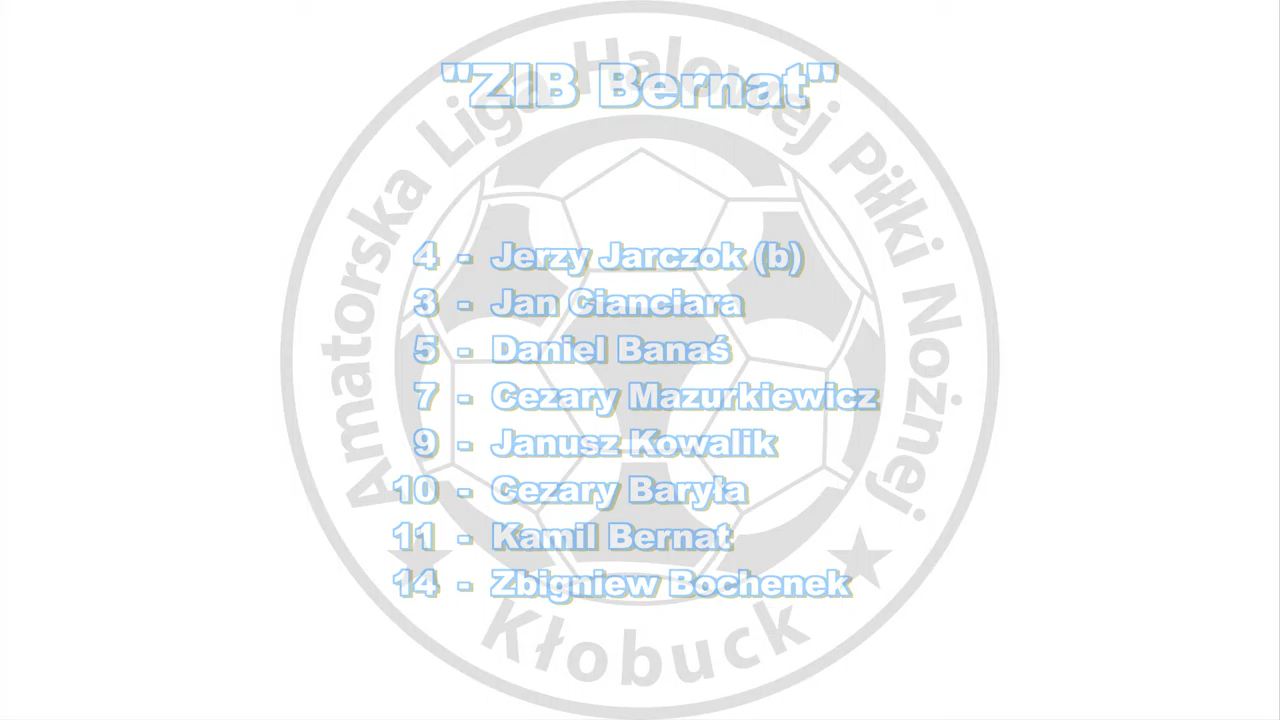 "ZIB Bernat"
Amatorska Liga Halowej Piłki Nożnej
4 - Jerzy Jarczok (b)
3 - Jan Cianciara
5 - Daniel Banaś
7 - Cezary Mazurkiewicz
9 - Janusz Kowalik
10 - Cezary Baryła
11 - Kamil Bernat
14 - Zbigniew Bochenek
Kłobuck